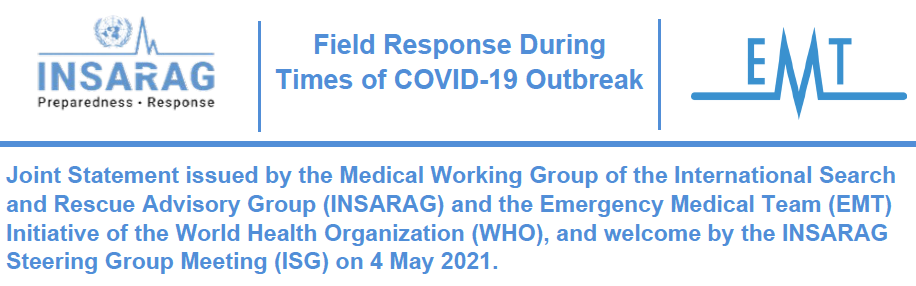 INSARAG
Preparedness • Response
Field Response During
Times of COVID-19 Outbreak
EMT
Joint Statement issued by the Medical Working Group of the International Search
and Rescue Advisory Group (INSARAG) and the Emergency Medical Team (EMT)
Initiative of the World Health Organization (WHO), and welcome by the INSARAG
Steering Group Meeting (ISG) on 4 May 2021.